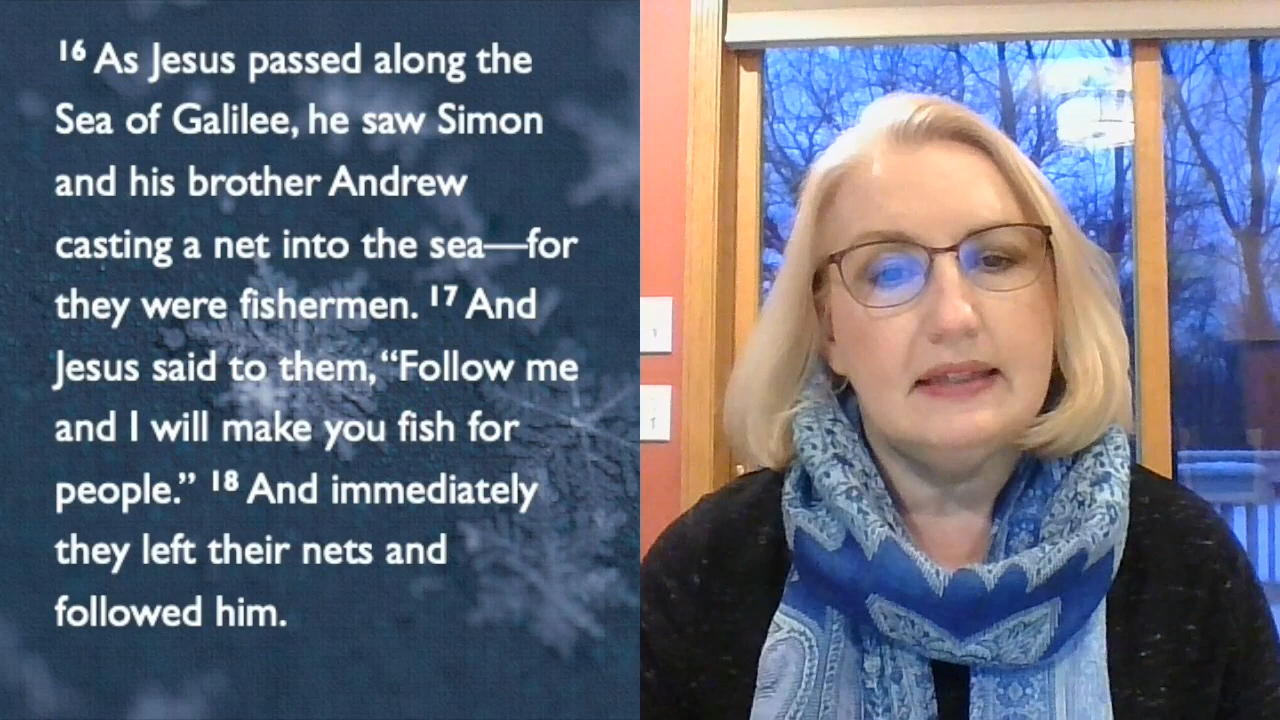 16 As Jesus passed along the
Sea of Galilee, he saw Simon
and his brother Andrew
casting a net into the sea—for
they were fishermen. 17 And
Jesus said to them, “Follow me
and I will make you fish for
people.” 18 And immediately
they left their nets and
followed him.